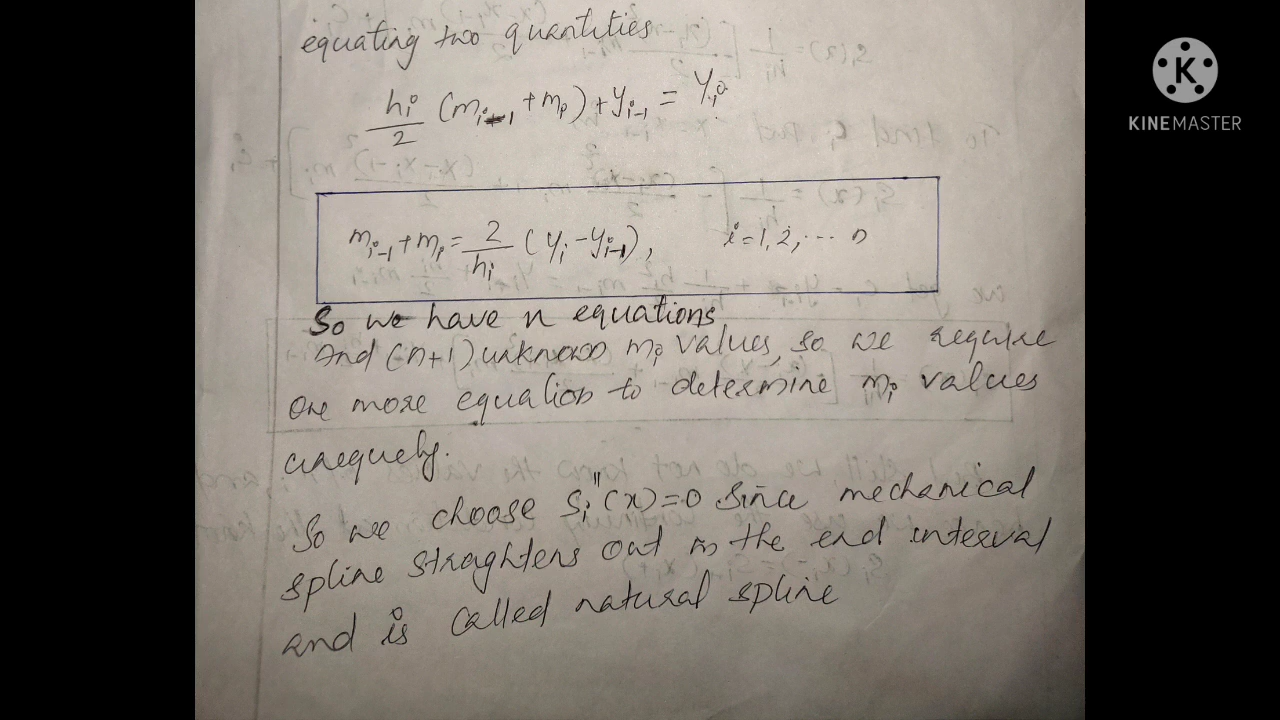 equating two quantities
hi/2 (mi-1 + mi) + yi-1 = yi
mi-1 + mi = 2/hi (yi - yi-1), i = 1, 2, ... n
So we have n equations
And (n+1) unknown mi values, so we require
one more equation to determine mi values
uniquely.
So we choose Si"(x) = 0 since mechanical
spline straghtens out in the end interval
and is called natural spline
KINEMASTER